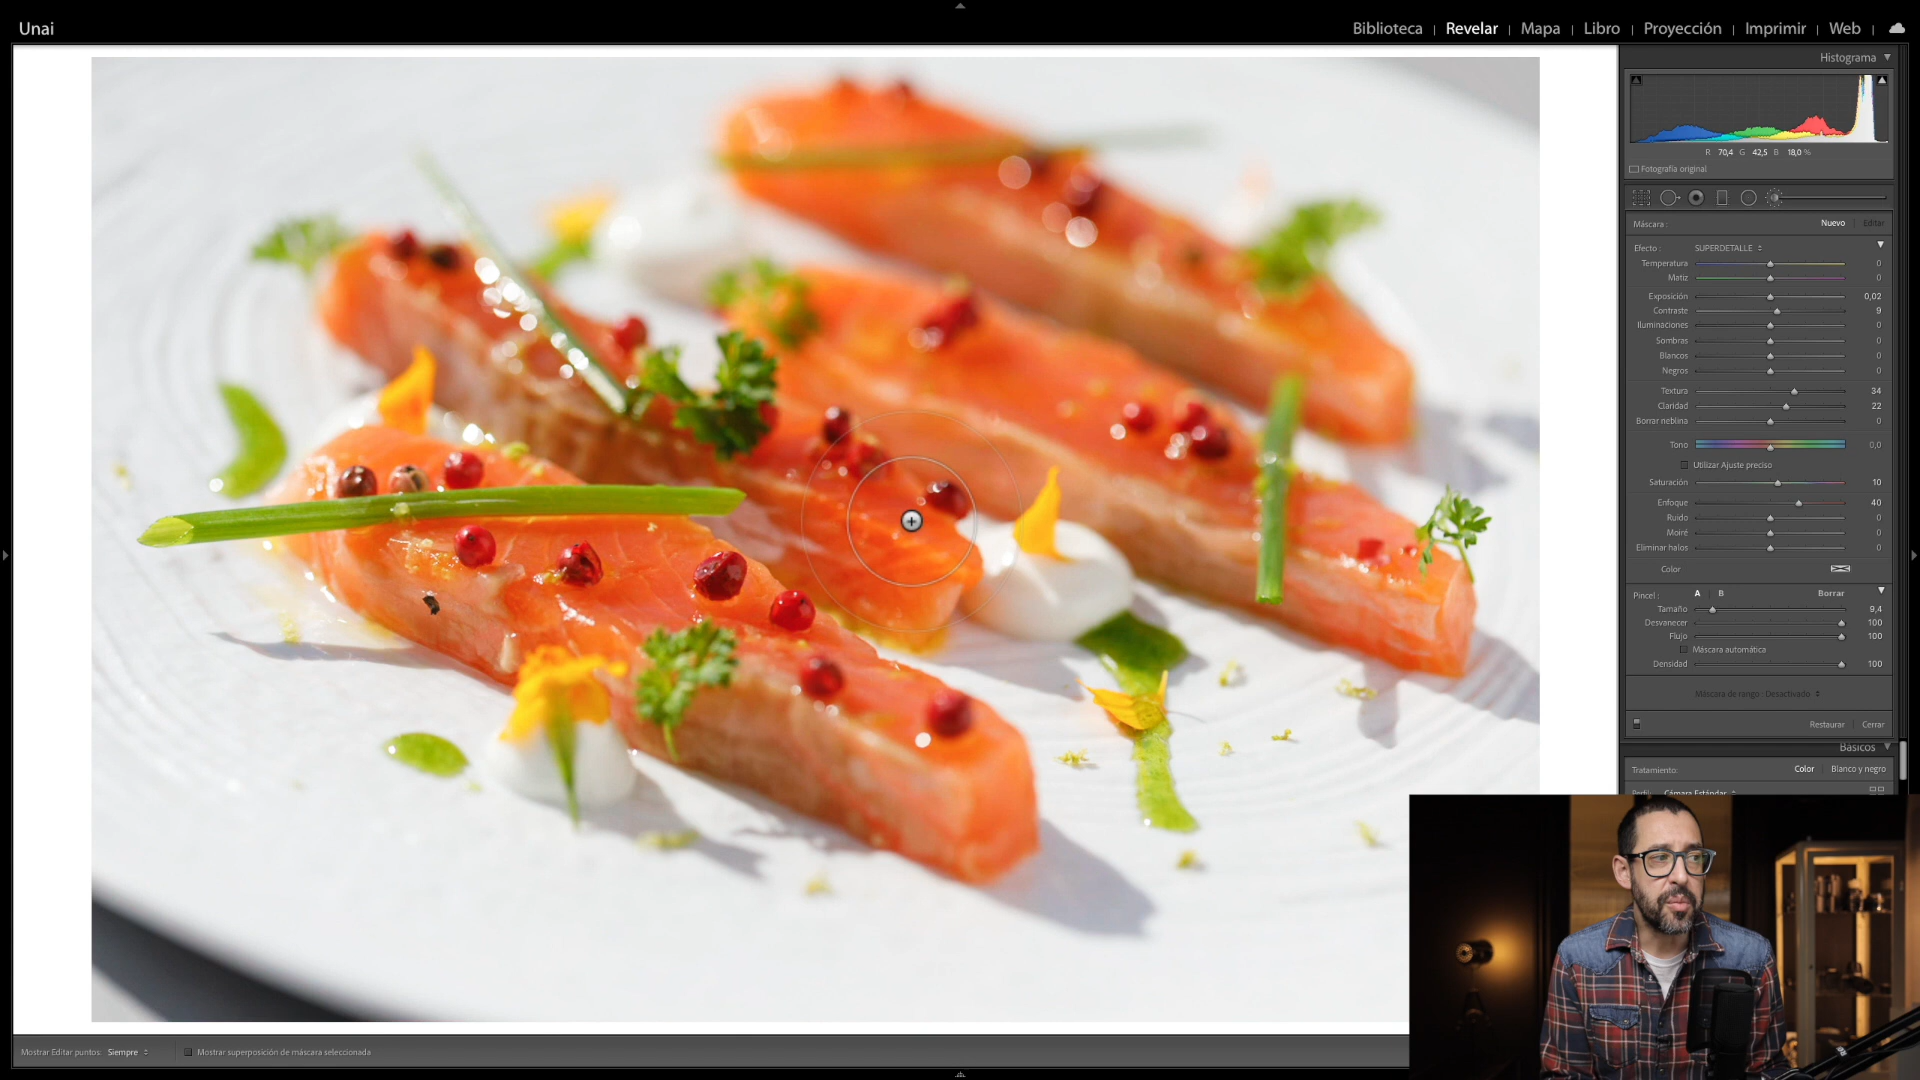 Unai
Biblioteca | Revelar | Mapa | Libro | Proyección | Imprimir | Web |
Histograma
R 70,4 G 42,5 B 18,0 %
Fotografía original
Máscara : Nuevo | Editar
Efecto : SUPERDETALLE
Temperatura 0
Matiz 0
Exposición 0,02
Contraste 9
Iluminaciones 0
Sombras 0
Blancos 0
Negros 0
Textura 34
Claridad 22
Borrar neblina 0
Tono 0,0
Utilizar Ajuste preciso
Saturación 10
Enfoque 40
Ruido 0
Moiré 0
Eliminar halos 0
Color
Pincel : A | B Borrar
Tamaño 9,4
Desvanecer 100
Flujo 100
Máscara automática
Densidad 100
Máscara de rango : Desactivado
Restaurar | Cerrar
Básicos
Tratamiento: Color | Blanco y negro
Perfil: Cámara Estándar
Mostrar Editar puntos: Siempre Mostrar superposición de máscara seleccionada